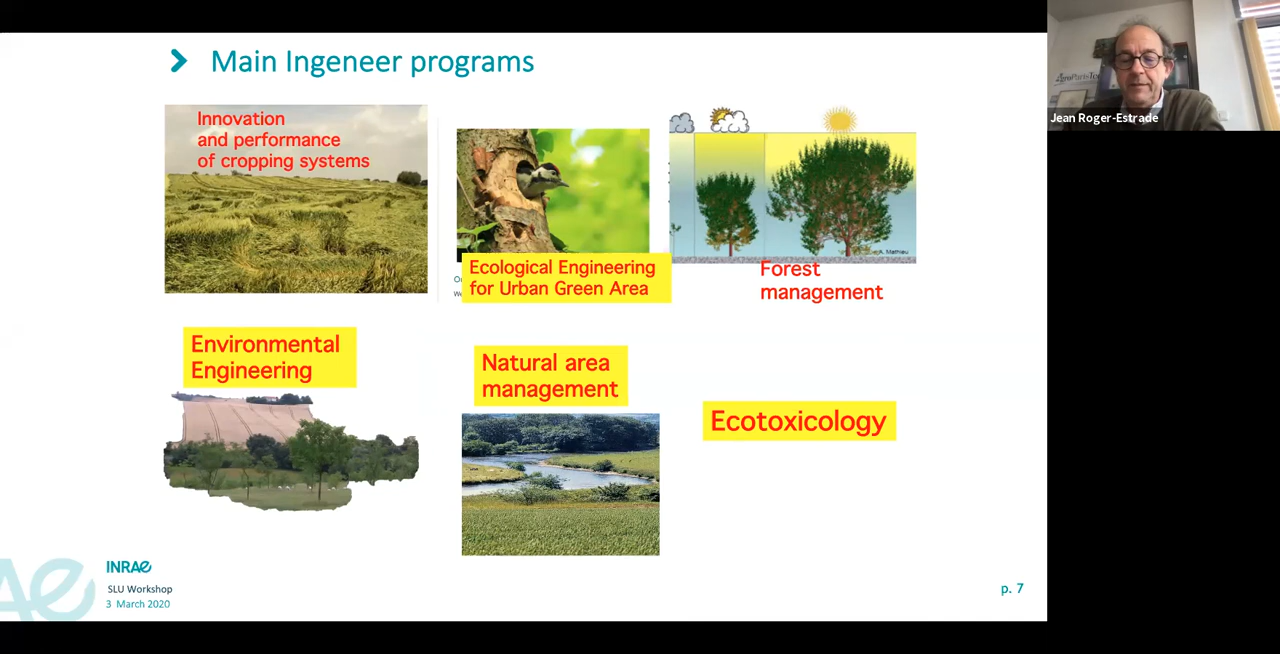 Main Ingeneer programs
Innovation
and performance
of cropping systems
Ecological Engineering
for Urban Green Area
A. Mathieu
Forest
management
Environmental
Engineering
Natural area
management
Ecotoxicology
INRAE
SLU Workshop
3 March 2020
p. 7
Jean Roger-Estrade